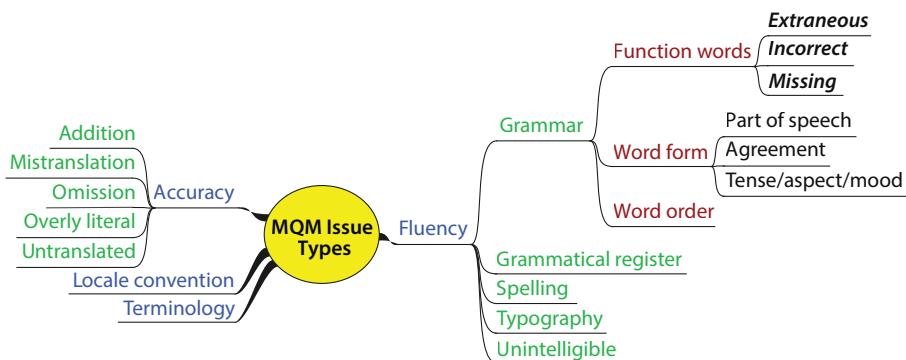 MQM Issue
Types
Accuracy
Addition
Mistranslation
Omission
Overly literal
Untranslated
Locale convention
Terminology
Fluency
Grammar
Function words
Extraneous
Incorrect
Missing
Word form
Part of speech
Agreement
Tense/aspect/mood
Word order
Grammatical register
Spelling
Typography
Unintelligible